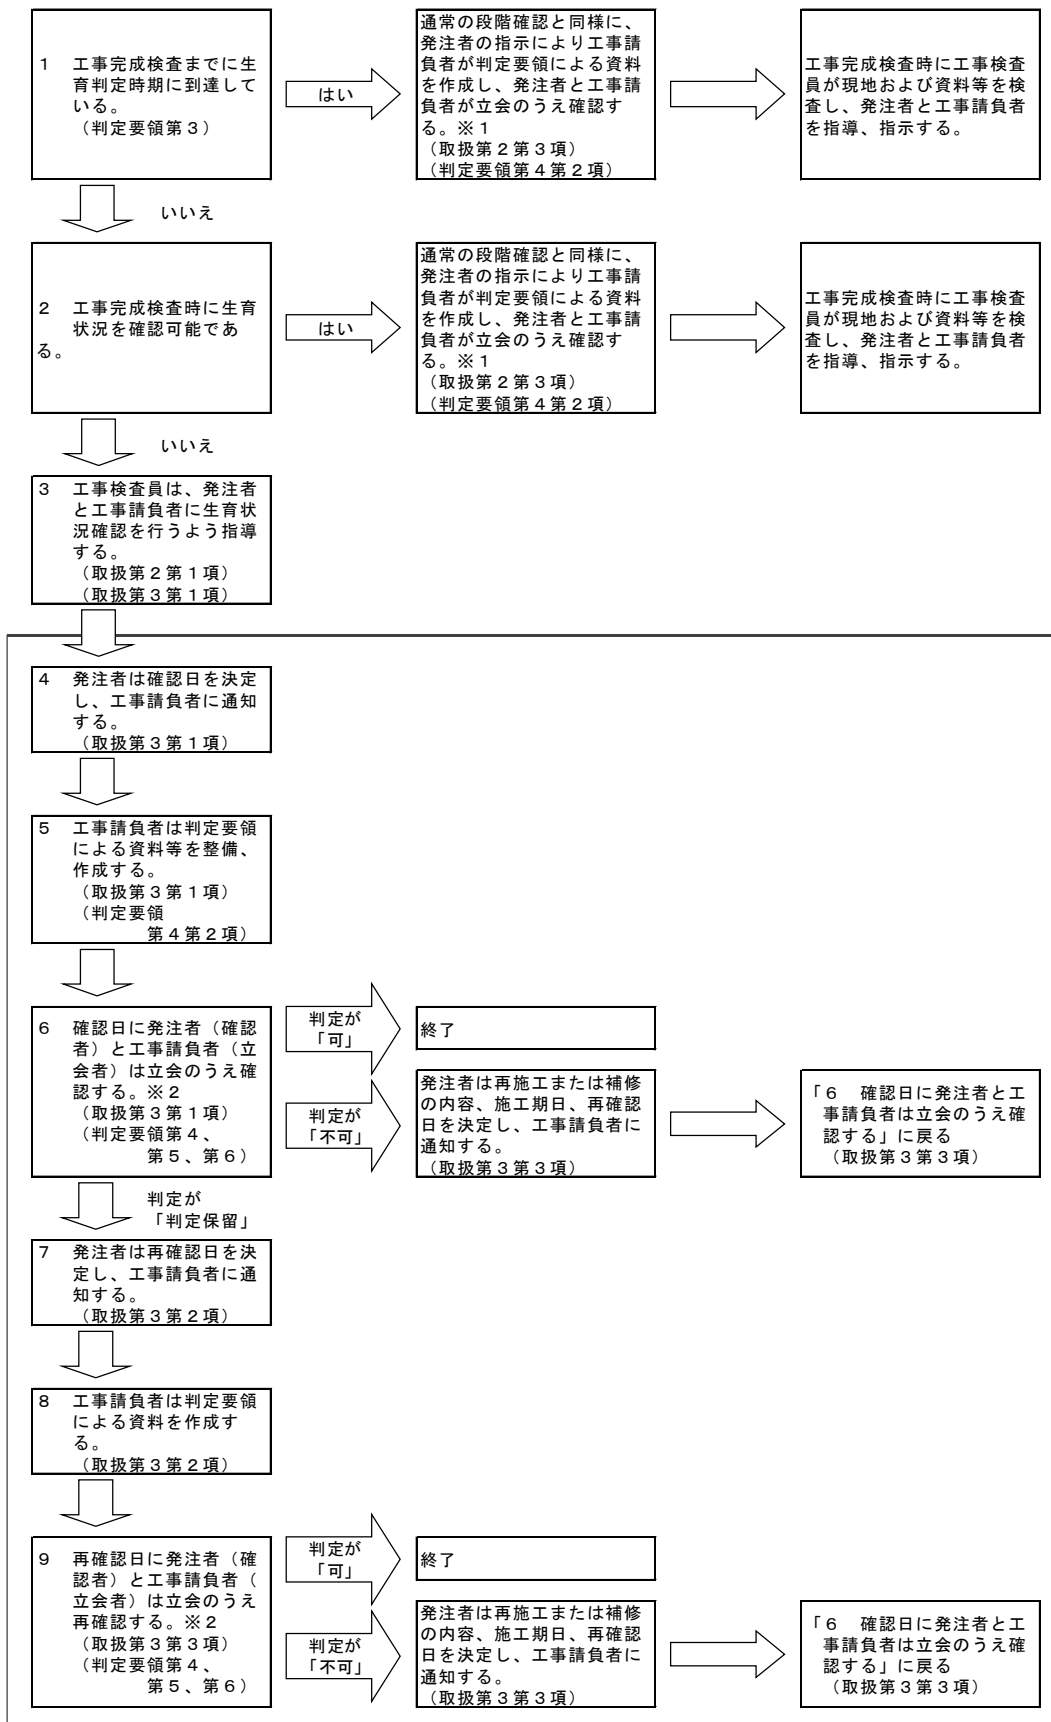 1　工事完成検査までに生
育判定時期に到達して
いる。
（判定要領第３）
はい
通常の段階確認と同様に、
発注者の指示により工事請
負者が判定要領による資料
を作成し、発注者と工事請
負者が立会のうえ確認す
る。※１
（取扱第２第３項）
（判定要領第４第２項）
工事完成検査時に工事検査
員が現地および資料等を検
査し、発注者と工事請負者
を指導、指示する。
いいえ
２　工事完成検査時に生育
状況を確認可能であ
る。
はい
通常の段階確認と同様に、
発注者の指示により工事請
負者が判定要領による資料
を作成し、発注者と工事請
負者が立会のうえ確認す
る。※１
（取扱第２第３項）
（判定要領第４第２項）
工事完成検査時に工事検査
員が現地および資料等を検
査し、発注者と工事請負者
を指導、指示する。
いいえ
３　工事検査員は、発注者
と工事請負者に生育状
況確認を行うよう指導
する。
（取扱第２第１項）
（取扱第３第１項）
４　発注者は確認日を決定
し、工事請負者に通知
する。
（取扱第３第１項）
５　工事請負者は判定要領
による資料等を整備、
作成する。
（取扱第３第１項）
（判定要領
第４第２項）
６　確認日に発注者（確認
者）と工事請負者（立
会者）は立会のうえ確
認する。※２
（取扱第３第１項）
（判定要領第４、
第５、第６）
判定が
「可」
終了
判定が
「不可」
発注者は再施工または補修
の内容、施工期日、再確認
日を決定し、工事請負者に
通知する。
（取扱第３第３項）
「６　確認日に発注者と工
事請負者は立会のうえ確
認する」に戻る
（取扱第３第３項）
判定が
「判定保留」
７　発注者は再確認日を決
定し、工事請負者に通
知する。
（取扱第３第２項）
８　工事請負者は判定要領
による資料を作成す
る。
（取扱第３第２項）
９　再確認日に発注者（確
認者）と工事請負者（
立会者）は立会のうえ
再確認する。※２
（取扱第３第３項）
（判定要領第４、
第５、第６）
判定が
「可」
終了
判定が
「不可」
発注者は再施工または補修
の内容、施工期日、再確認
日を決定し、工事請負者に
通知する。
（取扱第３第３項）
「６　確認日に発注者と工
事請負者は立会のうえ確
認する」に戻る
（取扱第３第３項）